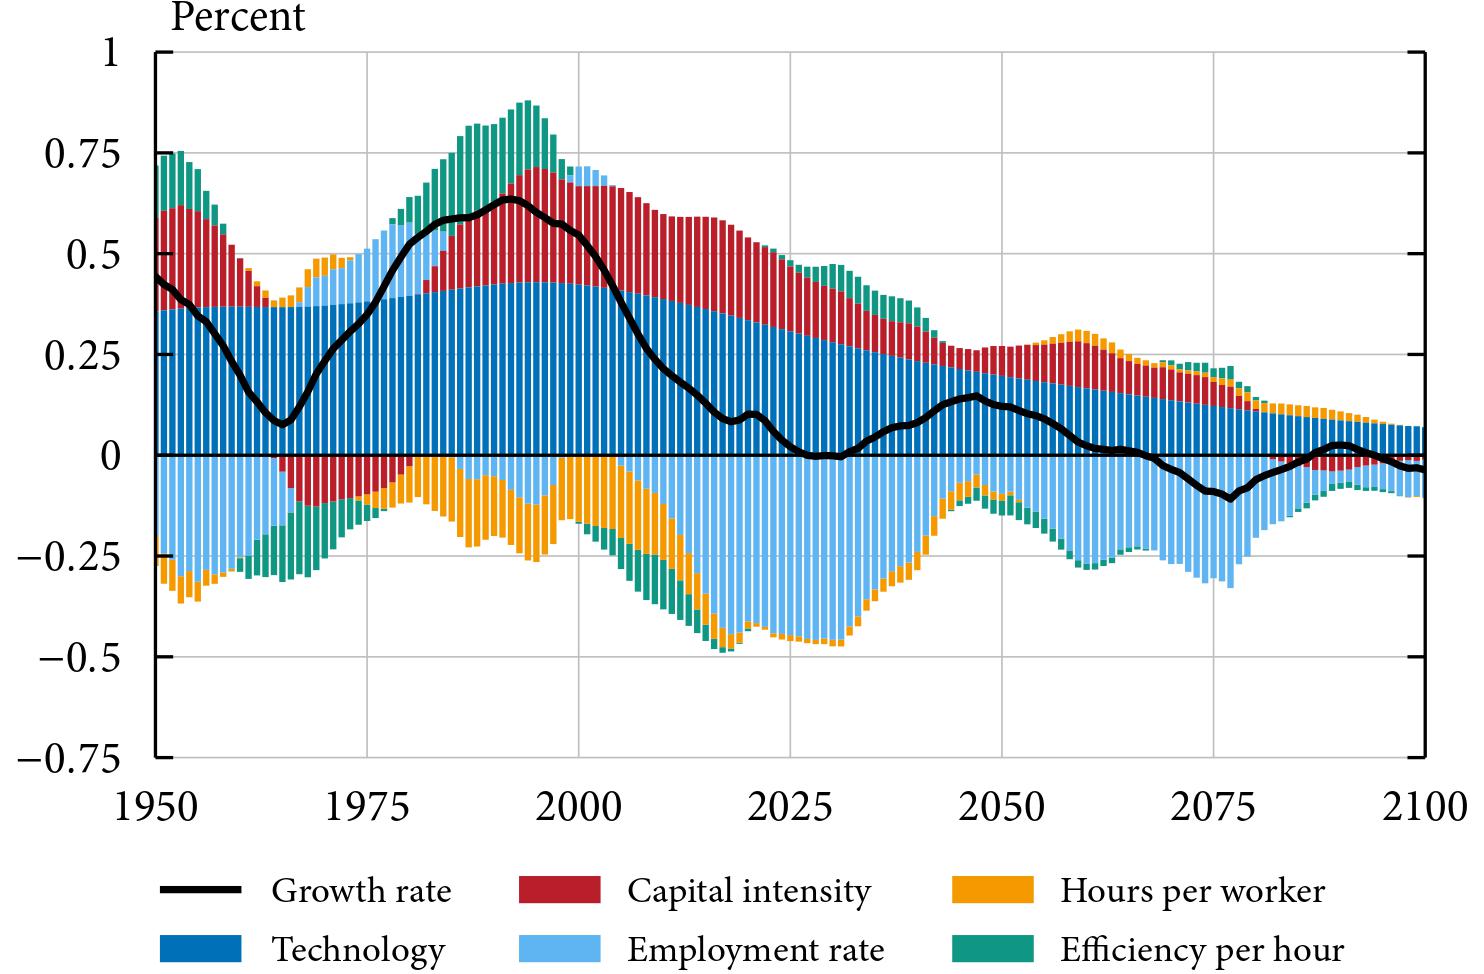 Percent
1
0.75
0.5
0.25
0
−0.25
−0.5
−0.75
1950 1975 2000 2025 2050 2075 2100
Growth rate Capital intensity Hours per worker
Technology Employment rate Efficiency per hour